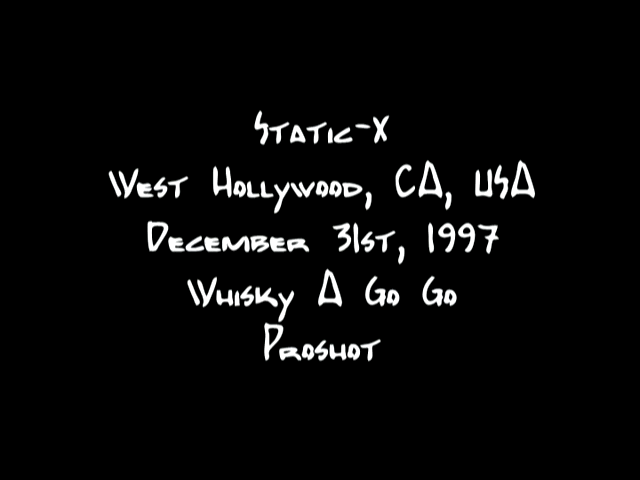 Static-X
West Hollywood, CA, USA
December 31st, 1997
Whisky A Go Go
Proshot